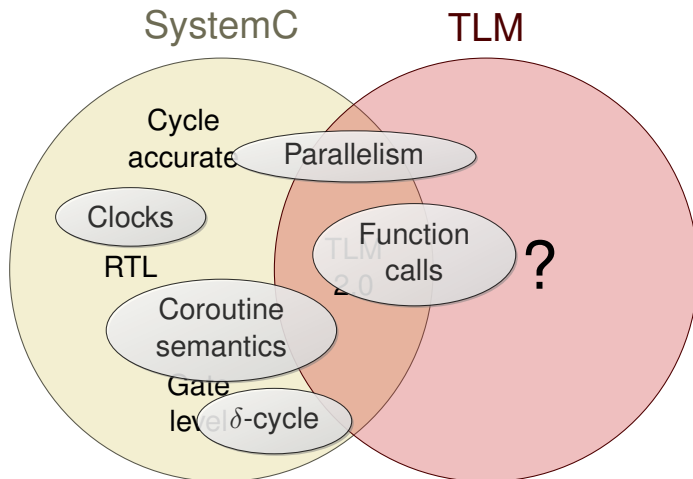 SystemC
TLM
Cycle
accurate
Parallelism
Clocks
Function
calls
TLM
2.0
?
RTL
Coroutine
semantics
Gate
level
δ-cycle